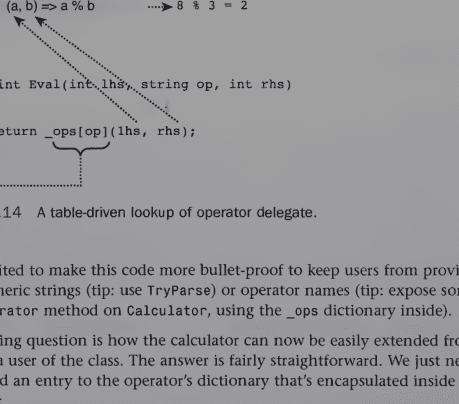 (a, b) => a % b 8 % 3 = 2
int Eval(int lhs, string op, int rhs)
eturn _ops[op](lhs, rhs);
.14 A table-driven lookup of operator delegate.
ited to make this code more bullet-proof to keep users from provi
neric strings (tip: use TryParse) or operator names (tip: expose so
rator method on Calculator, using the _ops dictionary inside).
ing question is how the calculator can now be easily extended fro
a user of the class. The answer is fairly straightforward. We just ne
d an entry to the operator's dictionary that's encapsulated inside